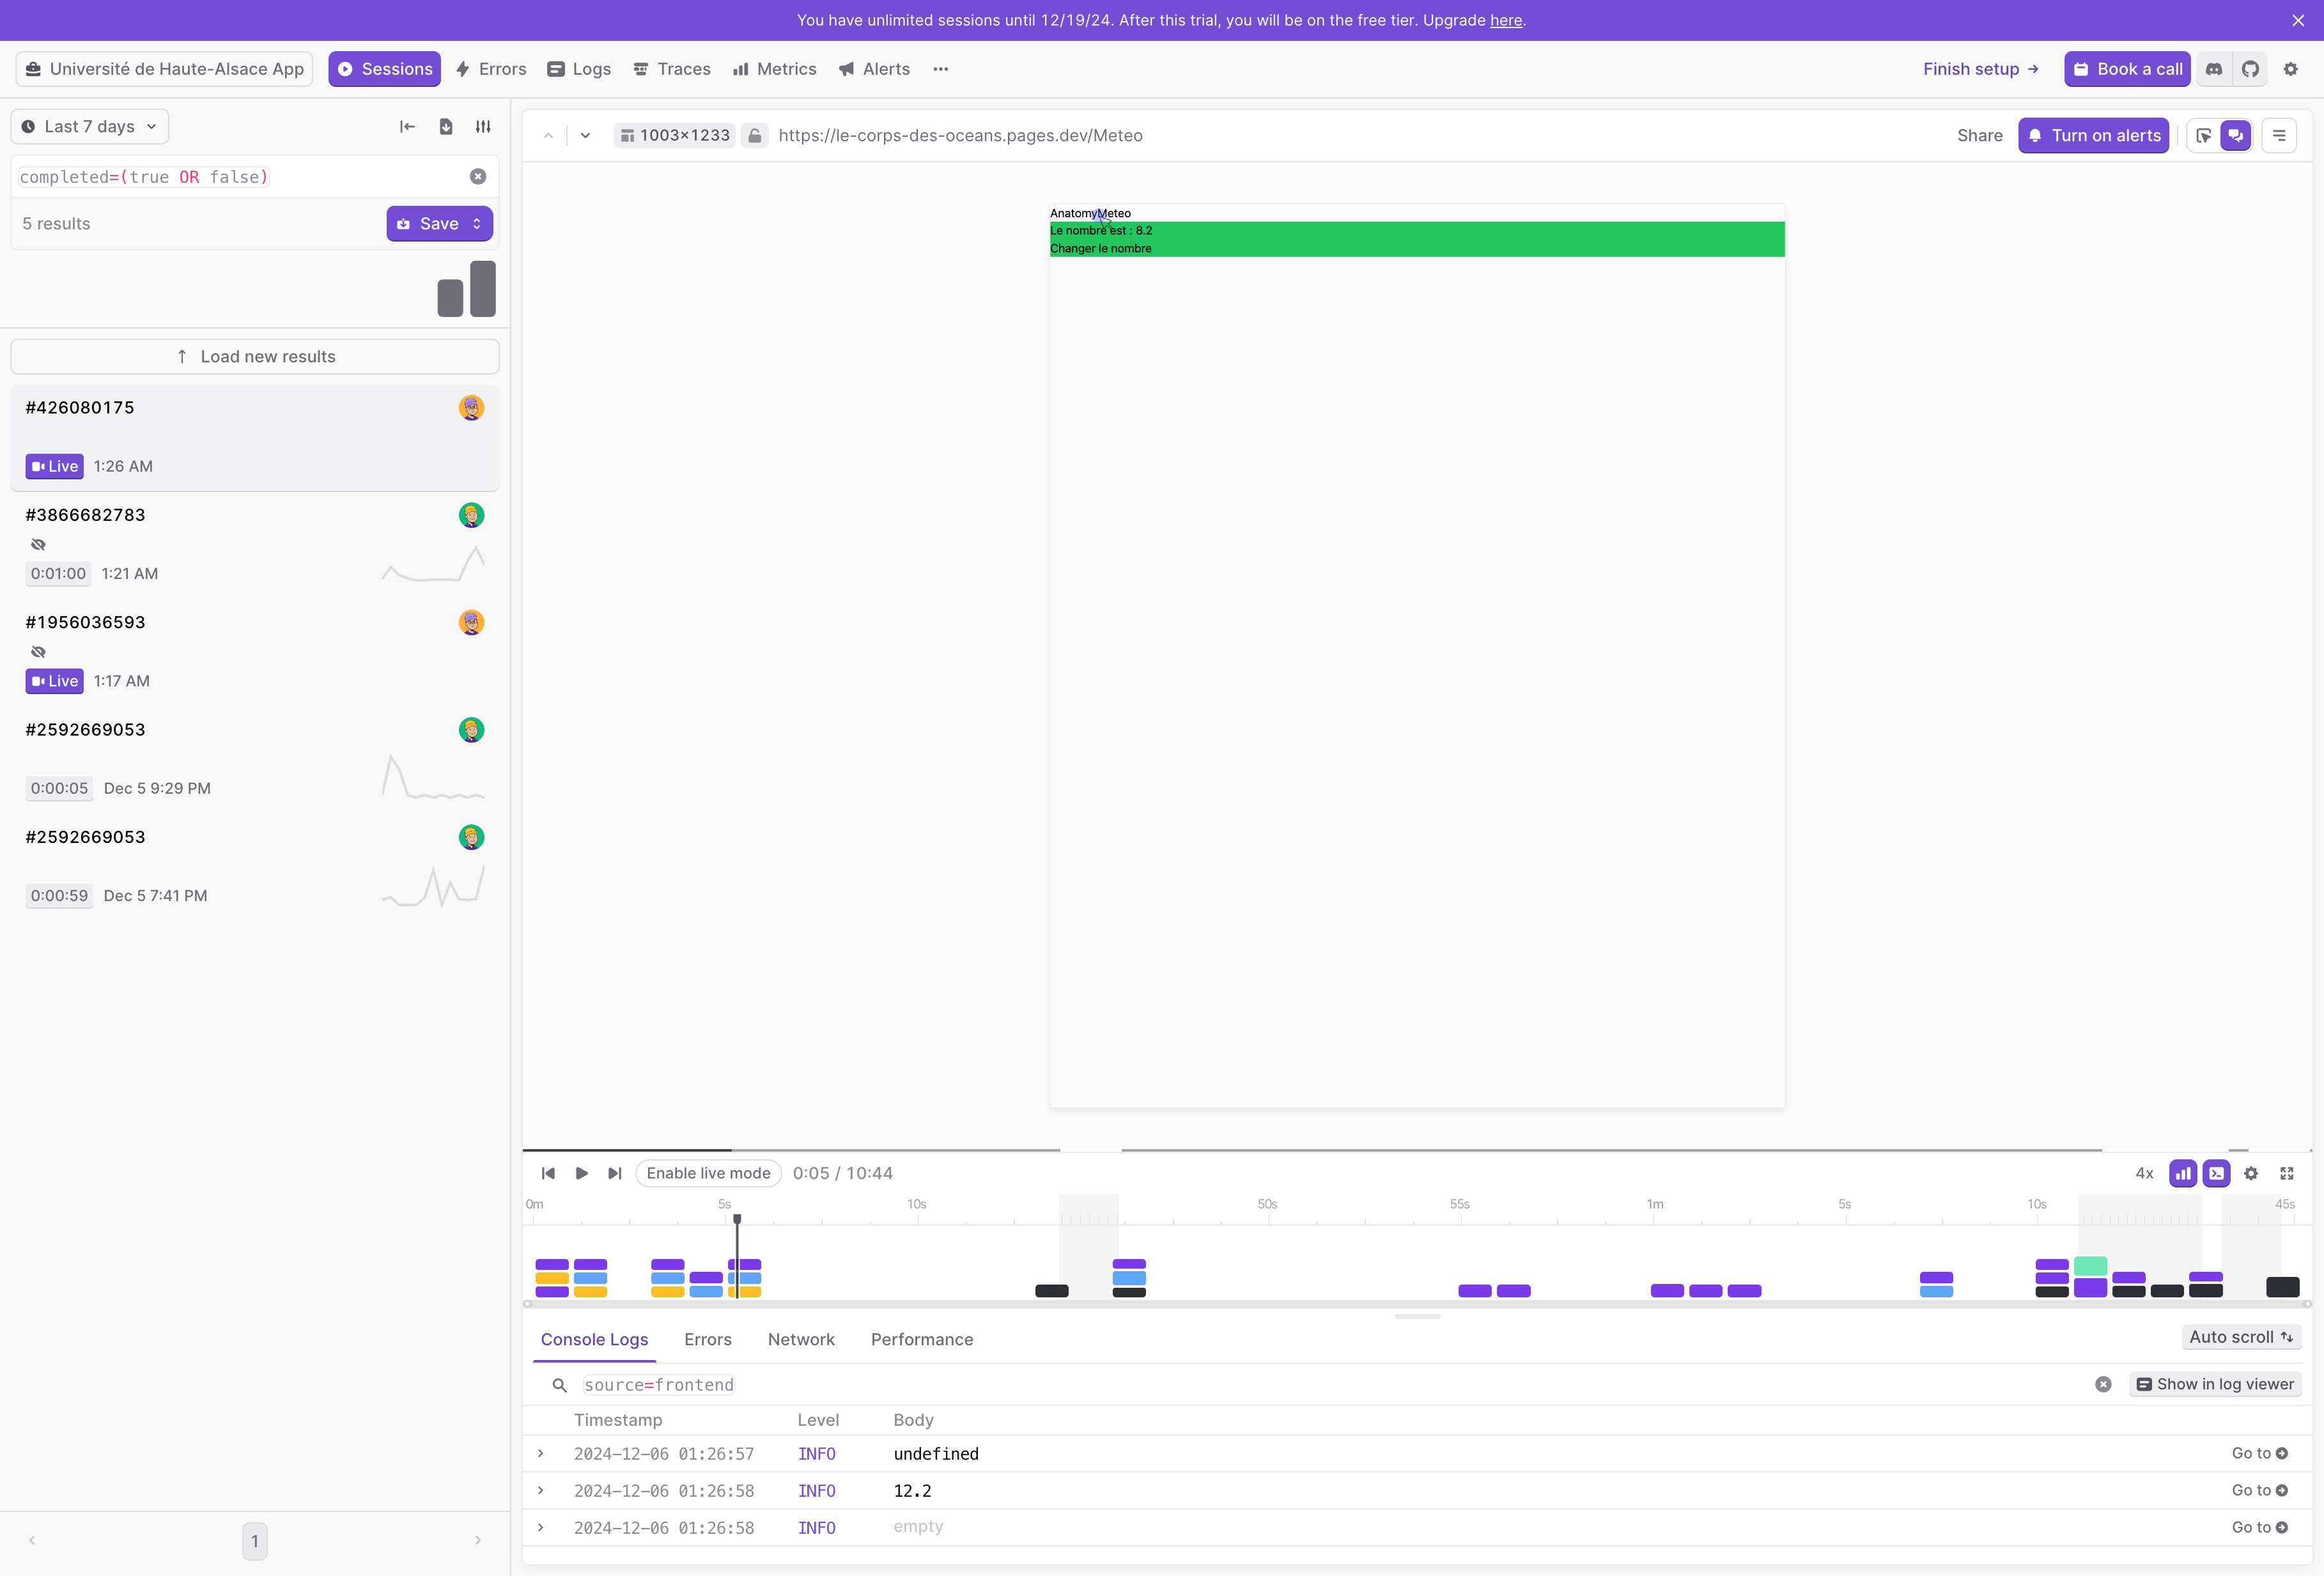 You have unlimited sessions until 12/19/24. After this trial, you will be on the free tier. Upgrade here.
Université de Haute-Alsace App
Sessions
Errors
Logs
Traces
Metrics
Alerts
Finish setup
Book a call
Last 7 days
completed=(true OR false)
5 results
Save
Load new results
#426080175
Live 1:26 AM
#3866682783
0:01:00 1:21 AM
#1956036593
Live 1:17 AM
#2592669053
0:00:05 Dec 5 9:29 PM
#2592669053
0:00:59 Dec 5 7:41 PM
1
1003×1233
https://le-corps-des-oceans.pages.dev/Meteo
Share
Turn on alerts
AnatomyMeteo
Le nombre est : 8.2
Changer le nombre
Enable live mode
0:05 / 10:44
4x
0m 5s 10s 50s 55s 1m 5s 10s 45s
Console Logs
Errors
Network
Performance
Auto scroll
source=frontend
Show in log viewer
Timestamp Level Body
2024-12-06 01:26:57 INFO undefined Go to
2024-12-06 01:26:58 INFO 12.2 Go to
2024-12-06 01:26:58 INFO empty Go to